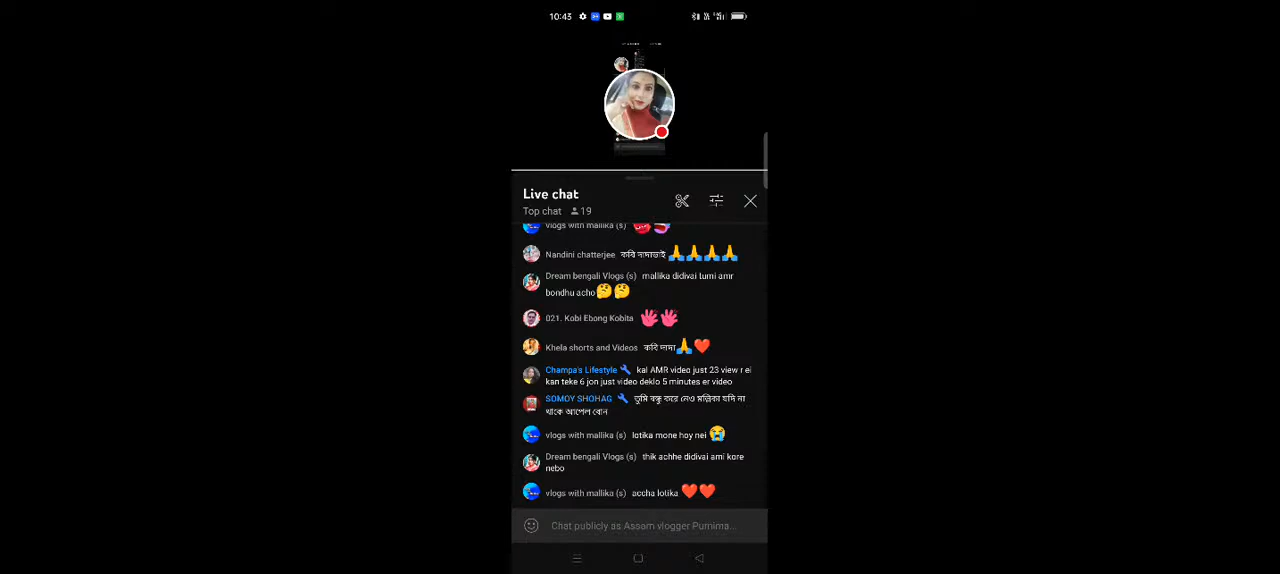 10:43
Live chat
Top chat 19
vlogs with mallika (s)
Nandini chatterjee কবি দাদাভাই 🙏🙏🙏🙏
Dream bengali Vlogs (s) mallika didivai tumi amr
bondhu acho🤔🤔
021. Kobi Ebong Kobita
Khela shorts and Videos কবি দাদা🙏❤️
Champa's Lifestyle kal AMR video just 23 view r ei
kan teke 6 jon just video deklo 5 minutes er video
SOMOY SHOHAG তুমি বন্ধু করে নেও মল্লিকা যদি না
থাকে আপেল বোন
vlogs with mallika (s) lotika mone hoy nei 😭
Dream bengali Vlogs (s) thik achhe didivai ami kore
nebo
vlogs with mallika (s) accha lotika ❤️❤️
Chat publicly as Assam vlogger Purnima...